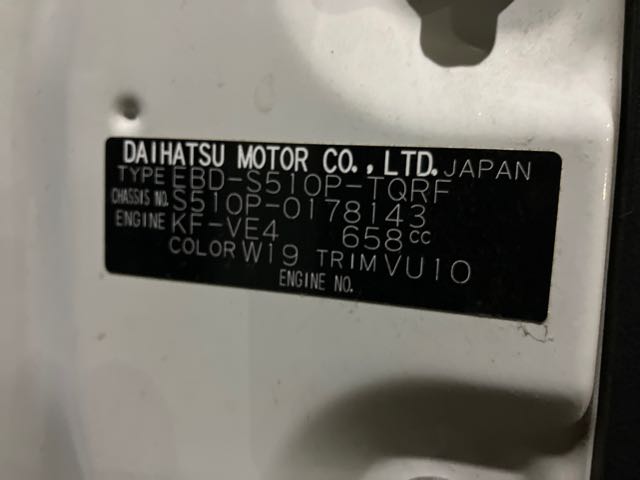 DAIHATSU MOTOR CO.,LTD. JAPAN
TYPE EBD-S510P-TQRF
CHASSIS NO. S510P-0178143
ENGINE KF-VE4 658cc
COLOR W19 TRIM VU10
ENGINE NO.